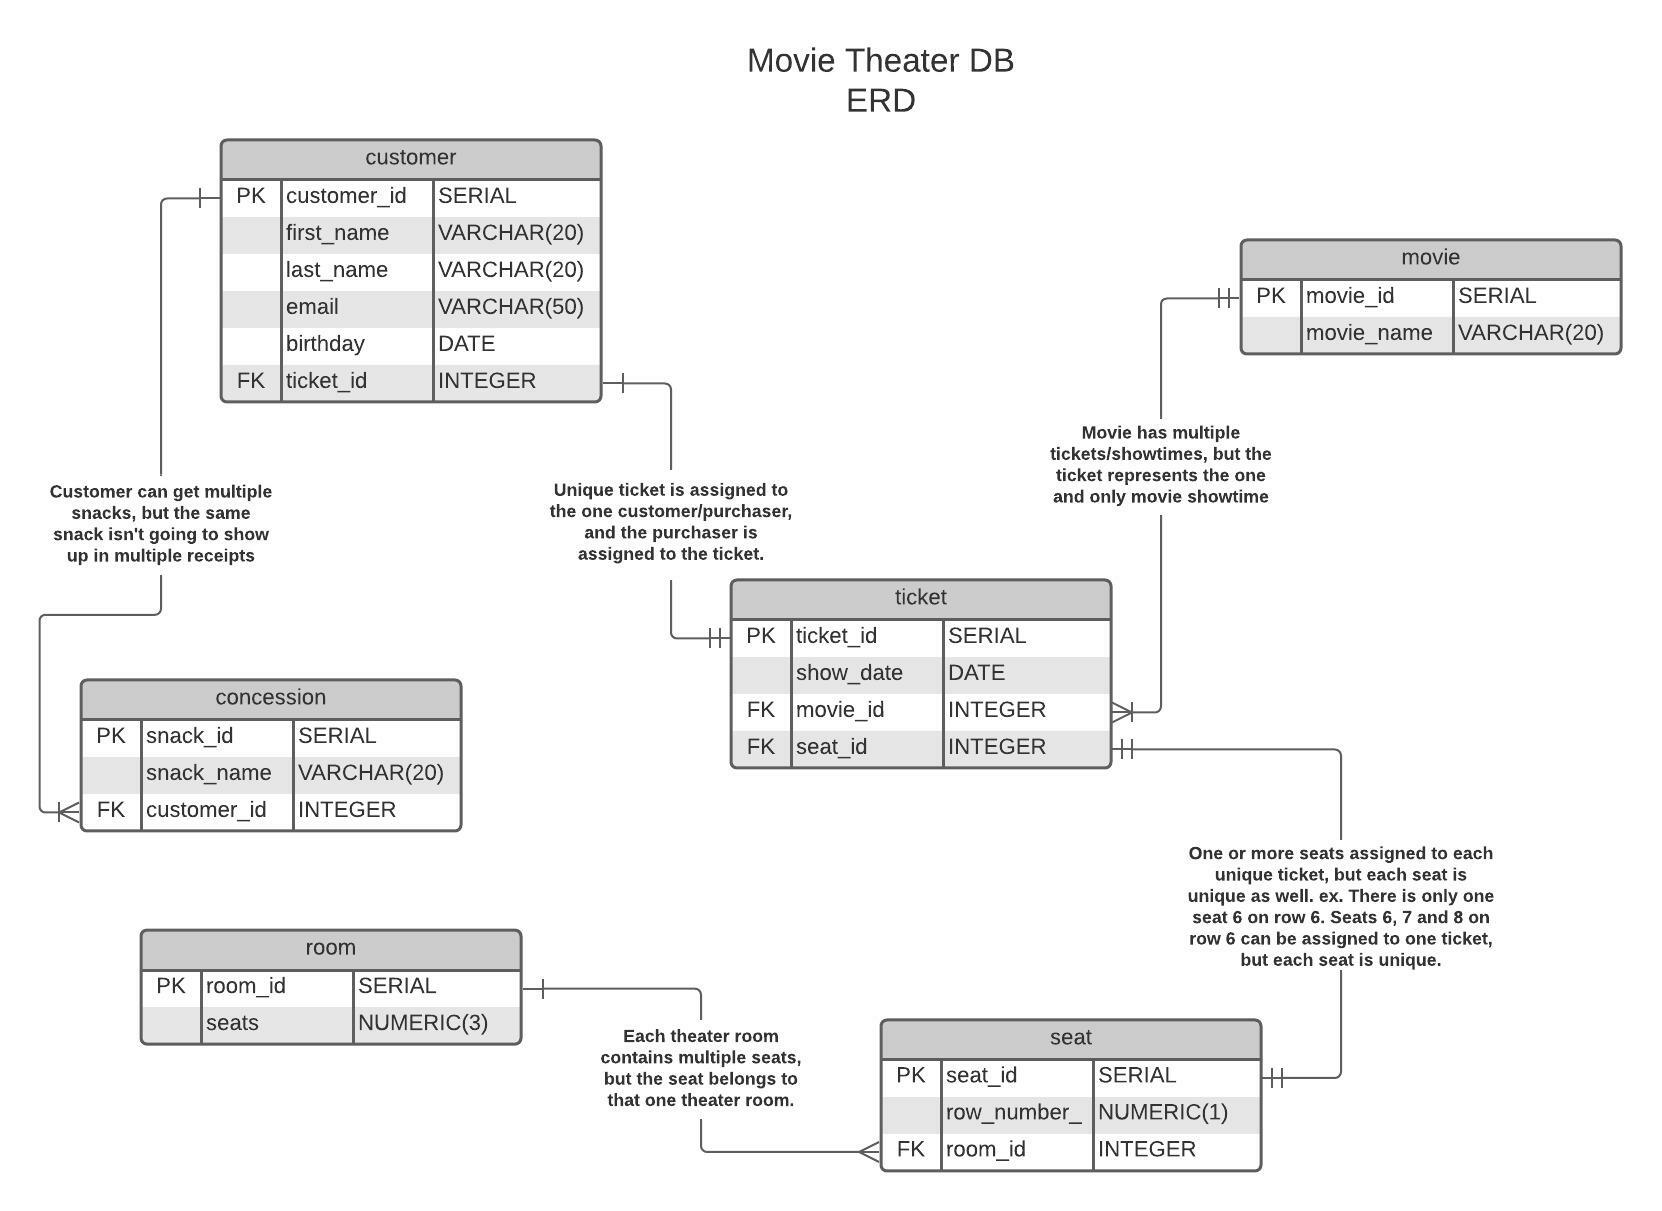 Movie Theater DB
ERD
customer
PK customer_id SERIAL
first_name VARCHAR(20)
last_name VARCHAR(20)
email VARCHAR(50)
birthday DATE
FK ticket_id INTEGER
movie
PK movie_id SERIAL
movie_name VARCHAR(20)
Customer can get multiple
snacks, but the same
snack isn't going to show
up in multiple receipts
Unique ticket is assigned to
the one customer/purchaser,
and the purchaser is
assigned to the ticket.
Movie has multiple
tickets/showtimes, but the
ticket represents the one
and only movie showtime
ticket
PK ticket_id SERIAL
show_date DATE
FK movie_id INTEGER
FK seat_id INTEGER
concession
PK snack_id SERIAL
snack_name VARCHAR(20)
FK customer_id INTEGER
One or more seats assigned to each
unique ticket, but each seat is
unique as well. ex. There is only one
seat 6 on row 6. Seats 6, 7 and 8 on
row 6 can be assigned to one ticket,
but each seat is unique.
room
PK room_id SERIAL
seats NUMERIC(3)
Each theater room
contains multiple seats,
but the seat belongs to
that one theater room.
seat
PK seat_id SERIAL
row_number_ NUMERIC(1)
FK room_id INTEGER